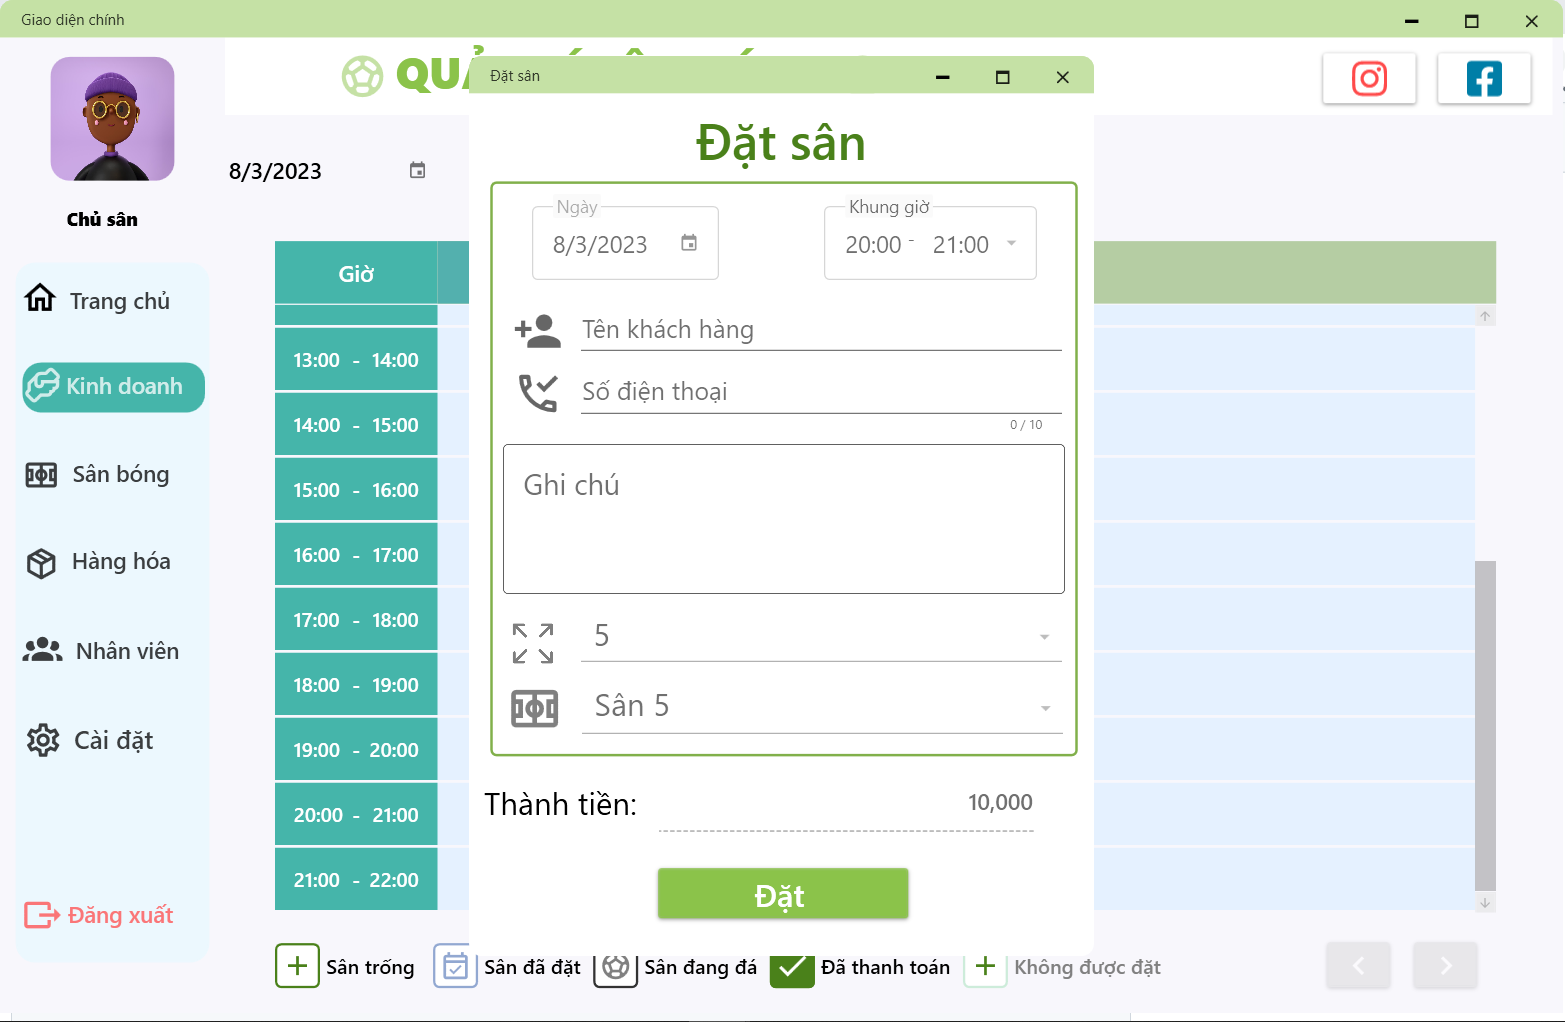 Giao diện chính
Đặt sân
Chủ sân
Trang chủ
Kinh doanh
Sân bóng
Hàng hóa
Nhân viên
Cài đặt
Đăng xuất
8/3/2023
Giờ
13:00 - 14:00
14:00 - 15:00
15:00 - 16:00
16:00 - 17:00
17:00 - 18:00
18:00 - 19:00
19:00 - 20:00
20:00 - 21:00
21:00 - 22:00
Đặt sân
Ngày
8/3/2023
Khung giờ
20:00 - 21:00
Tên khách hàng
Số điện thoại
0 / 10
Ghi chú
5
Sân 5
Thành tiền:
10,000
Đặt
Sân trống
Sân đã đặt
Sân đang đá
Đã thanh toán
Không được đặt